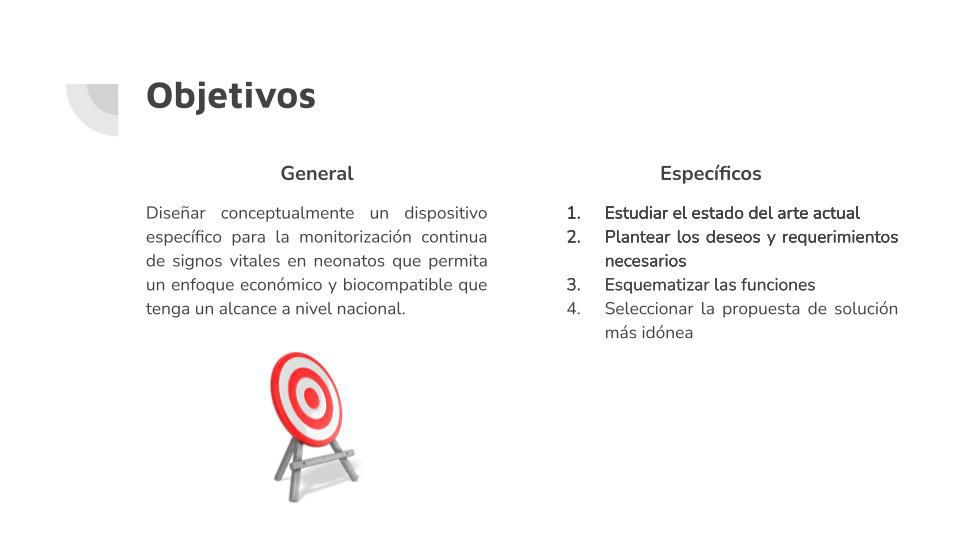 Objetivos
General
Diseñar conceptualmente un dispositivo
específico para la monitorización continua
de signos vitales en neonatos que permita
un enfoque económico y biocompatible que
tenga un alcance a nivel nacional.
Específicos
1. Estudiar el estado del arte actual
2. Plantear los deseos y requerimientos
necesarios
3. Esquematizar las funciones
4. Seleccionar la propuesta de solución
más idónea